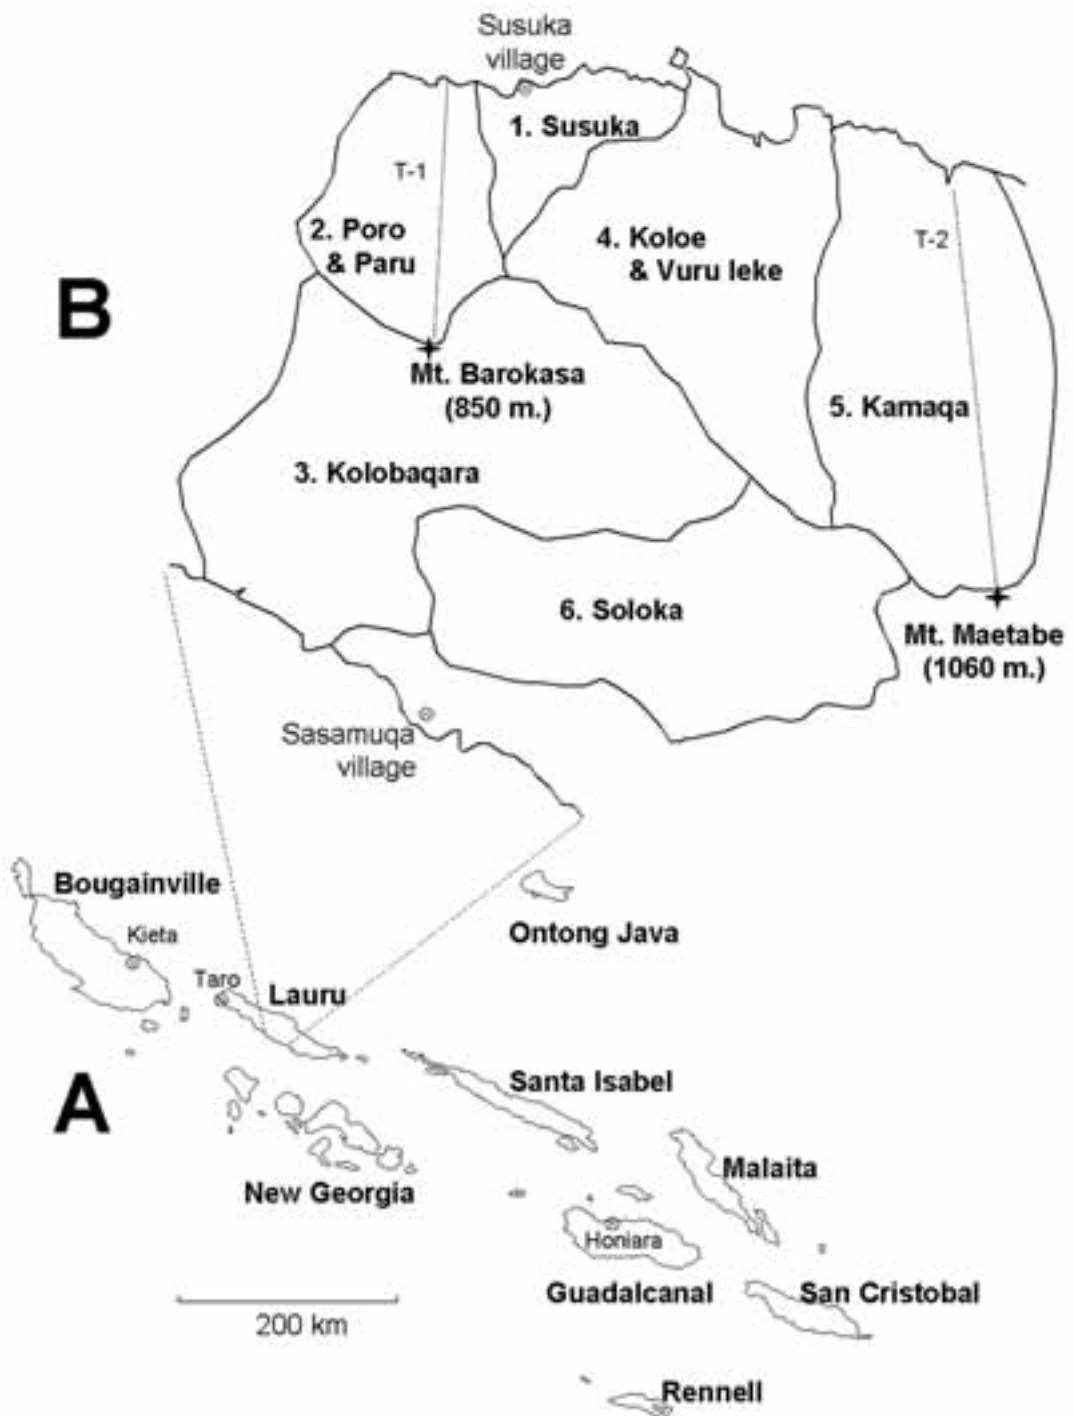 Susuka
village
1. Susuka
T-1
2. Poro
& Paru
4. Koloe
& Vuru leke
T-2
B
Mt. Barokasa
(850 m.)
5. Kamaqa
3. Kolobaqara
6. Soloka
Mt. Maetabe
(1060 m.)
Sasamuqa
village
Bougainville
Kieta
Ontong Java
Taro
Lauru
A
Santa Isabel
Malaita
New Georgia
Honiara
Guadalcanal
San Cristobal
200 km
Rennell